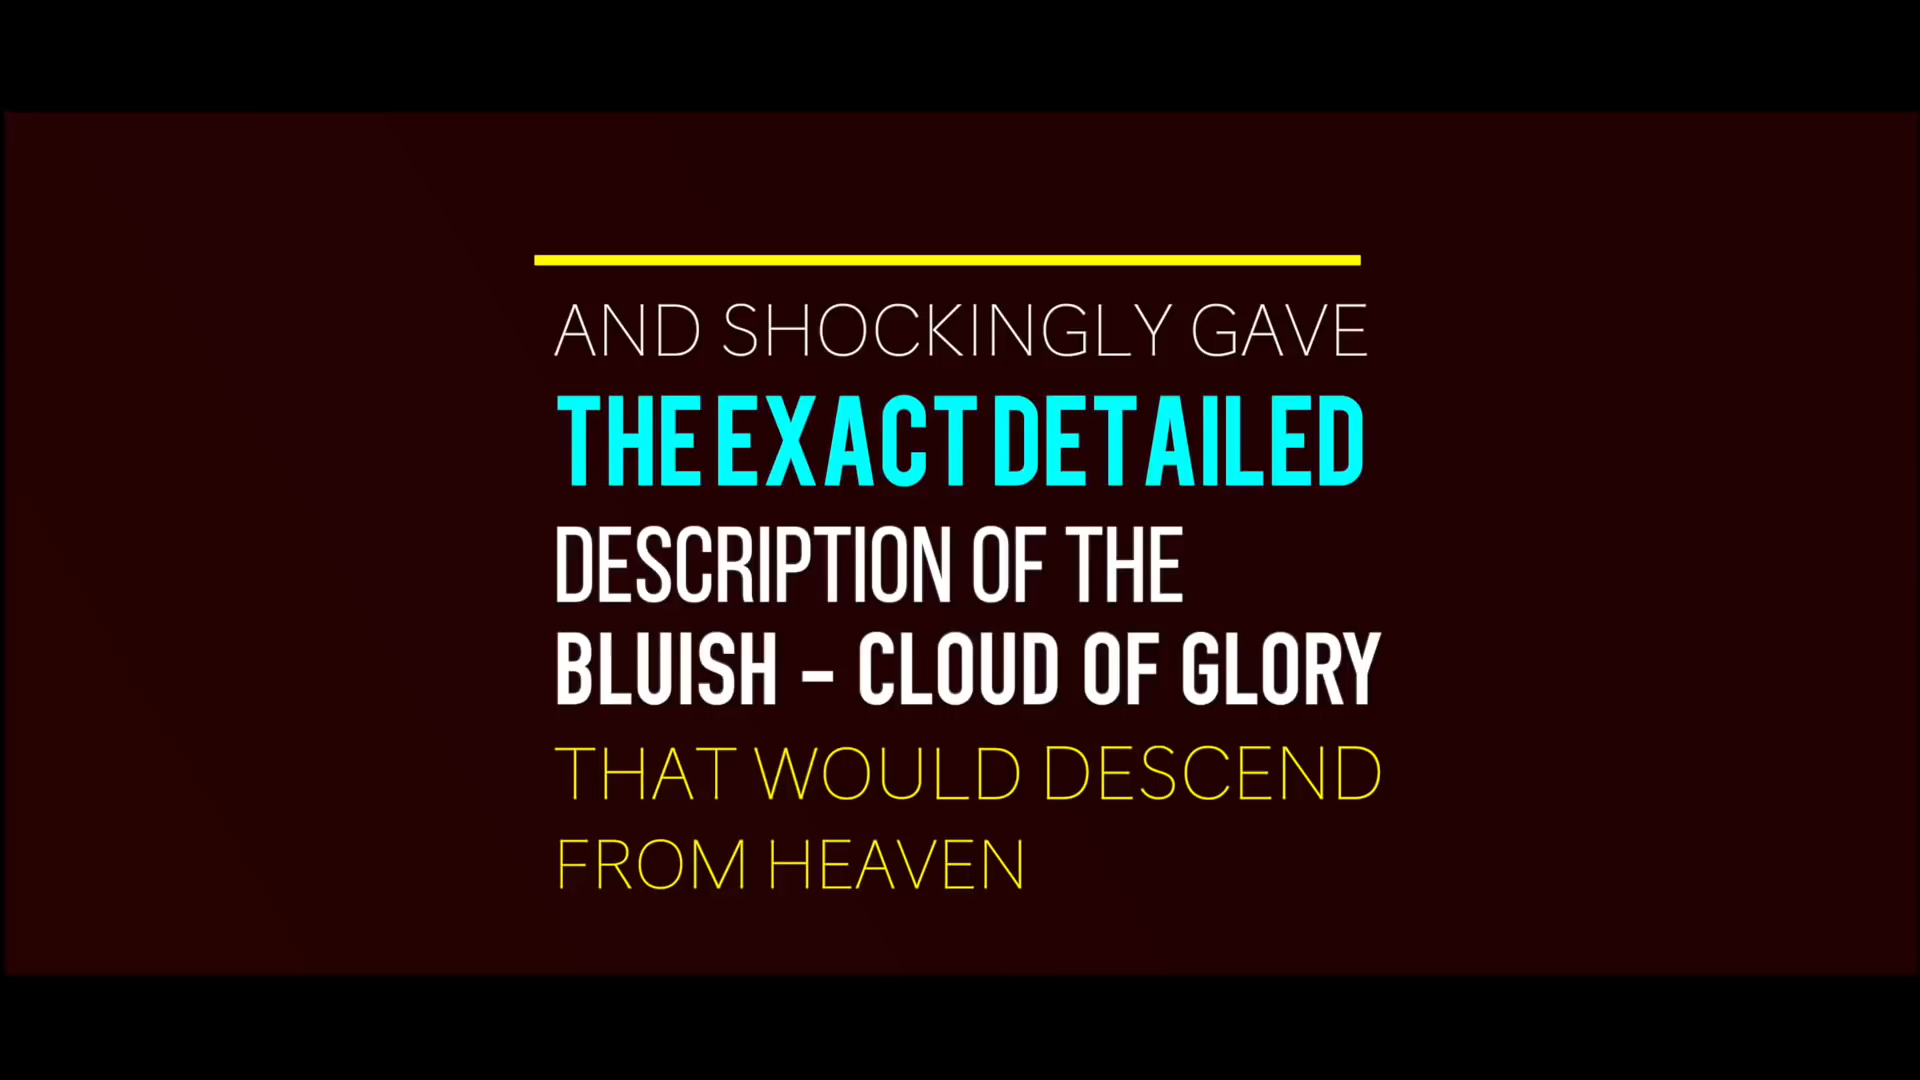 AND SHOCKINGLY GAVE
THE EXACT DETAILED
DESCRIPTION OF THE
BLUISH - CLOUD OF GLORY
THAT WOULD DESCEND
FROM HEAVEN